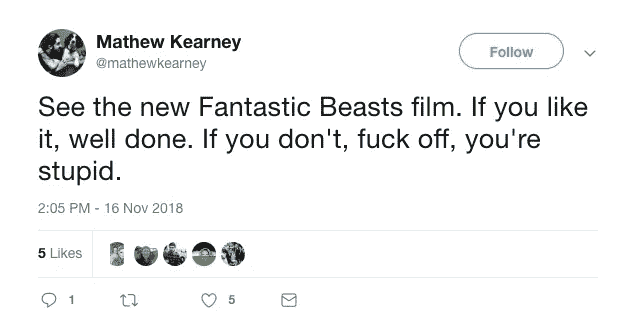 Mathew Kearney
@mathewkearney
Follow
See the new Fantastic Beasts film. If you like
it, well done. If you don't, fuck off, you're
stupid.
2:05 PM - 16 Nov 2018
5 Likes
1
5